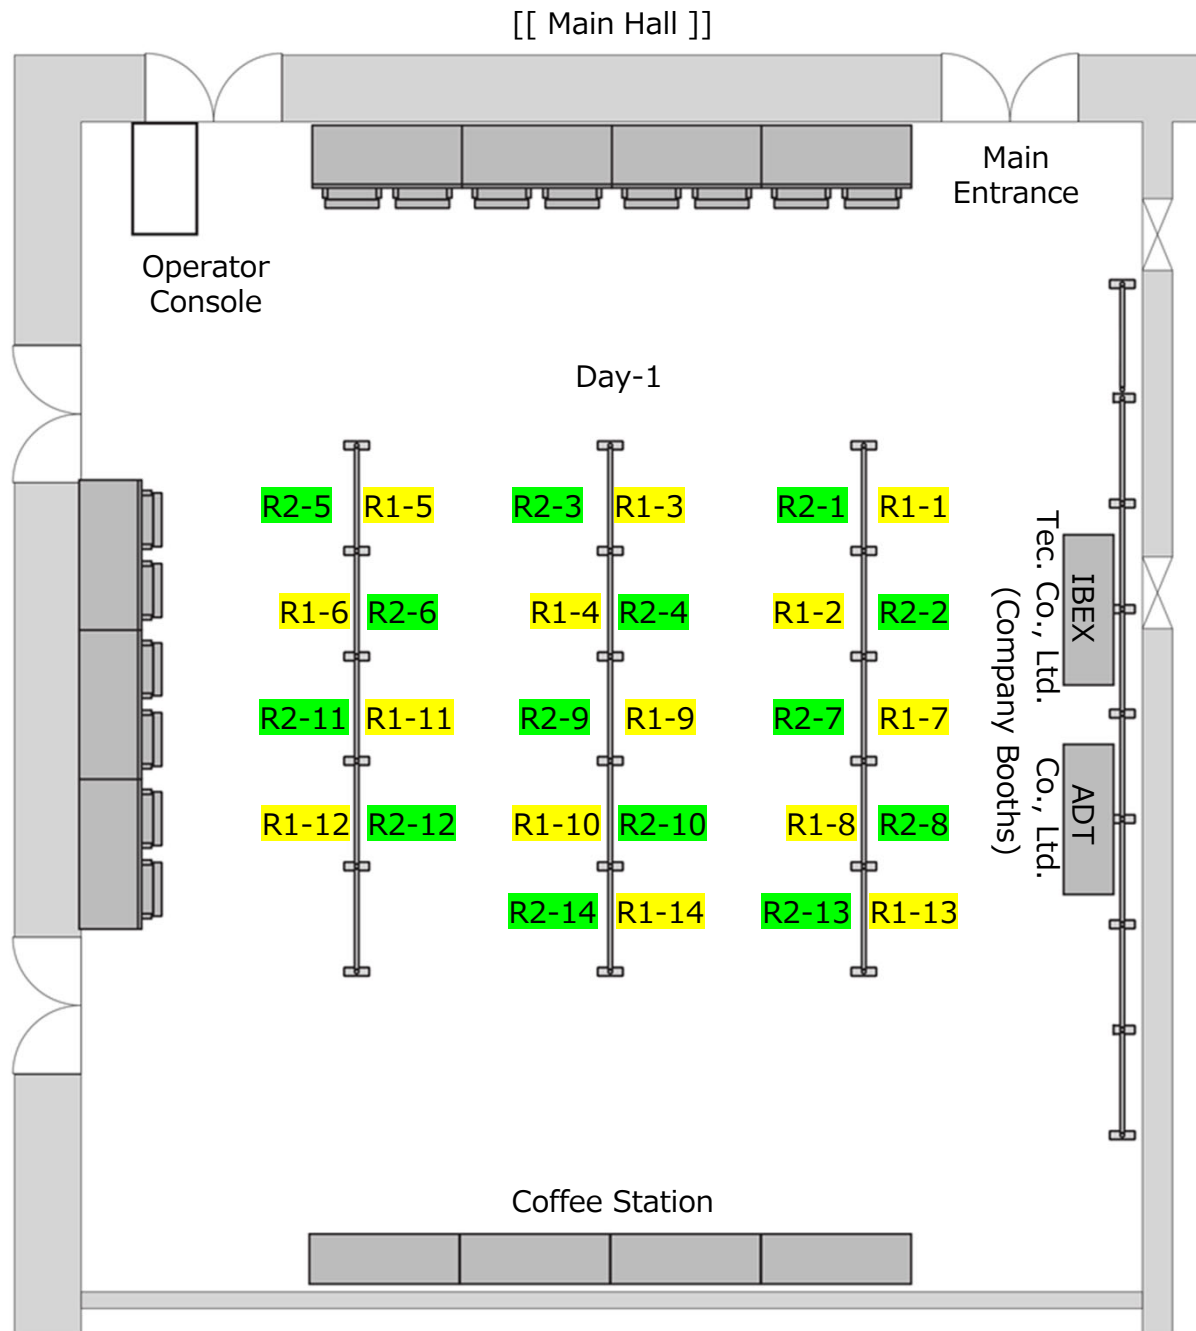 [[ Main Hall ]]
Main
Entrance
Operator
Console
Day-1
R2-5 R1-5 R2-3 R1-3 R2-1 R1-1
R1-6 R2-6 R1-4 R2-4 R1-2 R2-2
R2-11 R1-11 R2-9 R1-9 R2-7 R1-7
R1-12 R2-12 R1-10 R2-10 R1-8 R2-8
R2-14 R1-14 R2-13 R1-13
IBEX
Tec. Co., Ltd.
ADT
Co., Ltd.
(Company Booths)
Coffee Station